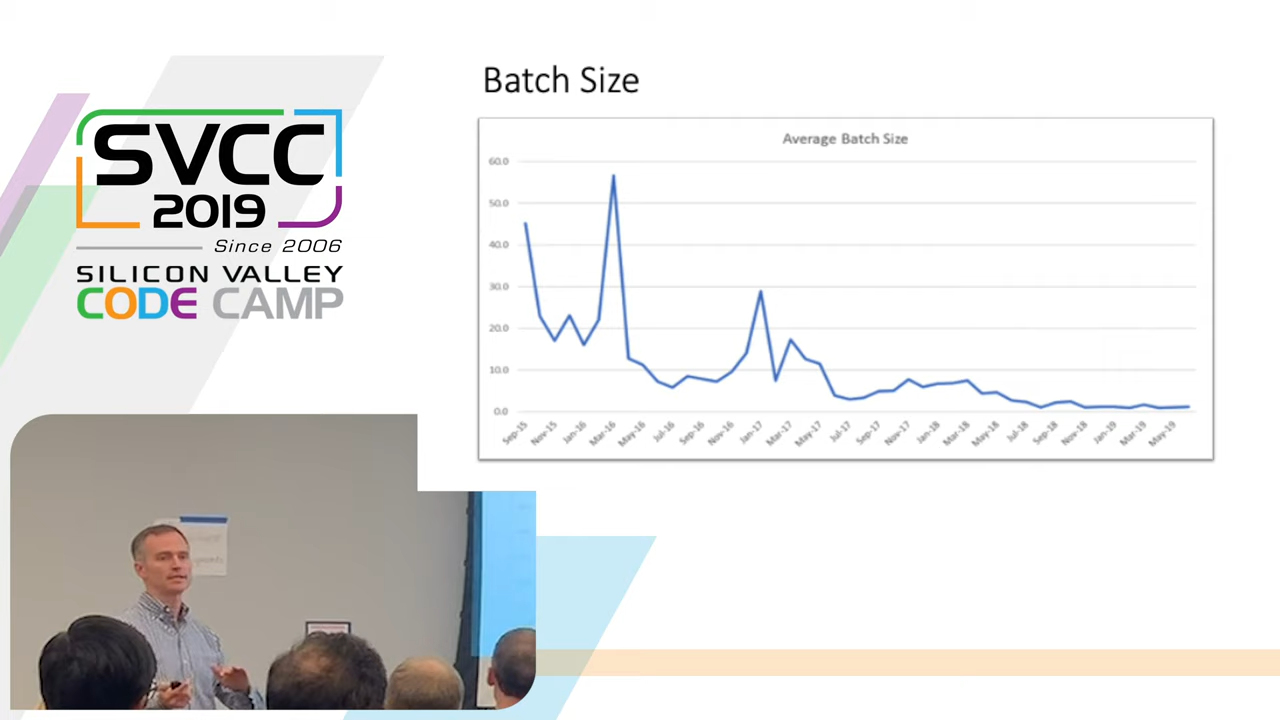 SVCC
2019
Since 2006
SILICON VALLEY
CODE CAMP
Batch Size
Average Batch Size
60.0
50.0
40.0
30.0
20.0
10.0
0.0
Sep-15 Nov-15 Jan-16 Mar-16 May-16 Jul-16 Sep-16 Nov-16 Jan-17 Mar-17 May-17 Jul-17 Sep-17 Nov-17 Jan-18 Mar-18 May-18 Jul-18 Sep-18 Nov-18 Jan-19 Mar-19 May-19